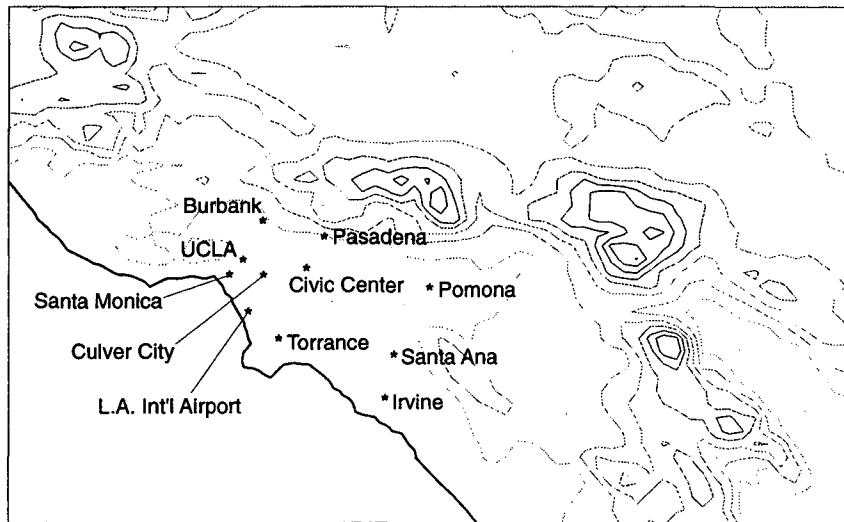 Burbank
Pasadena
UCLA
Civic Center
Pomona
Santa Monica
Culver City
Torrance
Santa Ana
L.A. Int'l Airport
Irvine